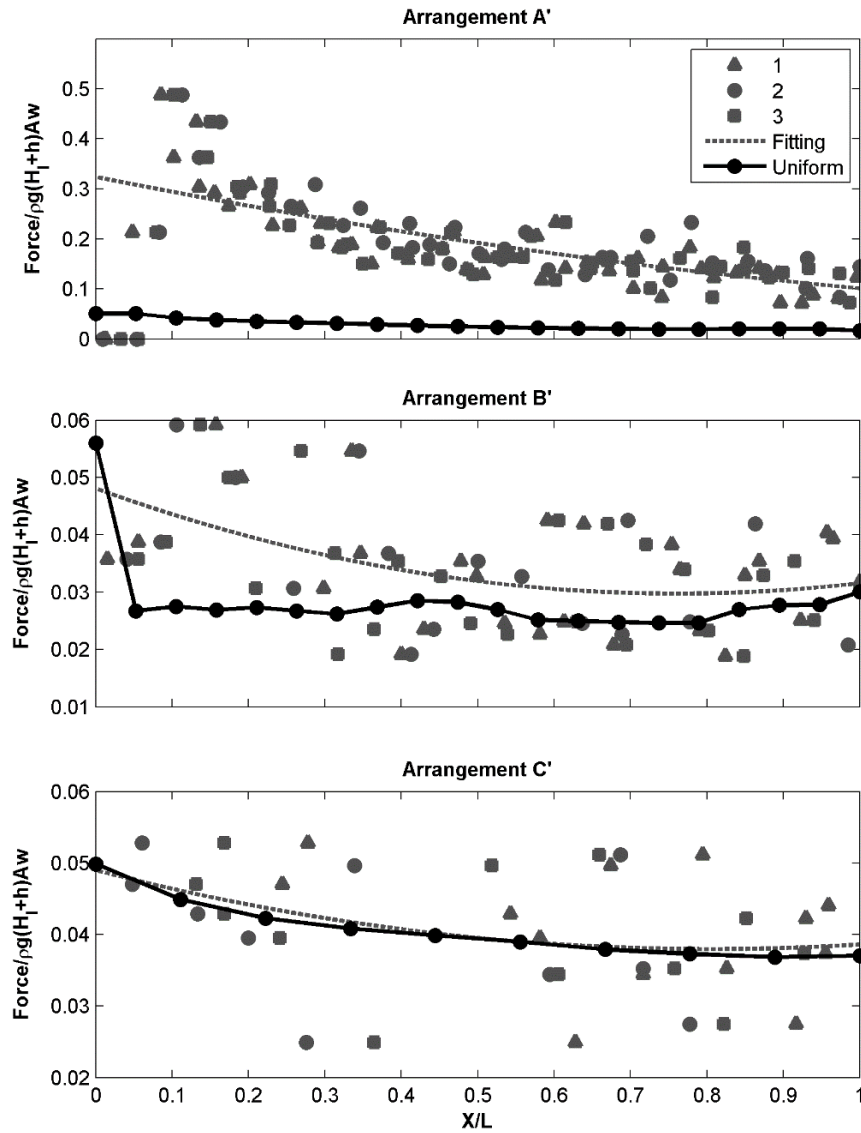 Arrangement A'
0.5
0.4
0.3
0.2
0.1
0
Force/ρg(H_I+h)Aw
1
2
3
Fitting
Uniform
Arrangement B'
0.06
0.05
0.04
0.03
0.02
0.01
Force/ρg(H_I+h)Aw
Arrangement C'
0.06
0.05
0.04
0.03
0.02
Force/ρg(H_I+h)Aw
0 0.1 0.2 0.3 0.4 0.5 0.6 0.7 0.8 0.9 1
X/L